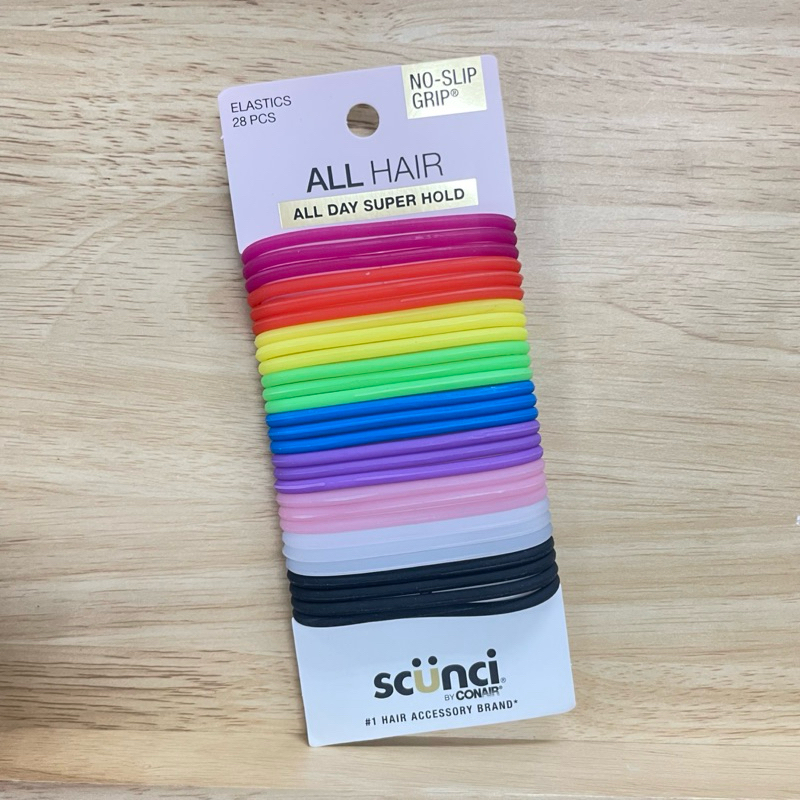 ELASTICS
28 PCS
NO-SLIP
GRIP®
ALL HAIR
ALL DAY SUPER HOLD
scünci®
BY CONAIR®
#1 HAIR ACCESSORY BRAND*